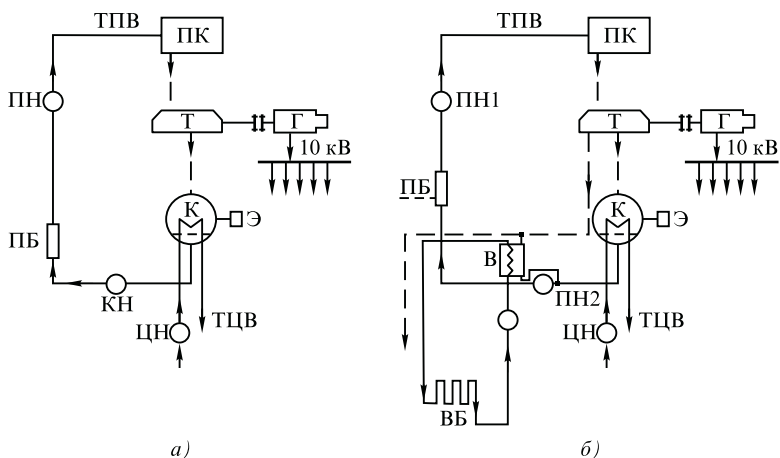 ТПВ
ПК
ПН
Т
Г
10 кВ
К
Э
ПБ
КН
ЦН
ТЦВ
а)
ТПВ
ПК
ПН1
Т
Г
10 кВ
ПБ
К
Э
В
ПН2
ЦН
ТЦВ
ВБ
б)